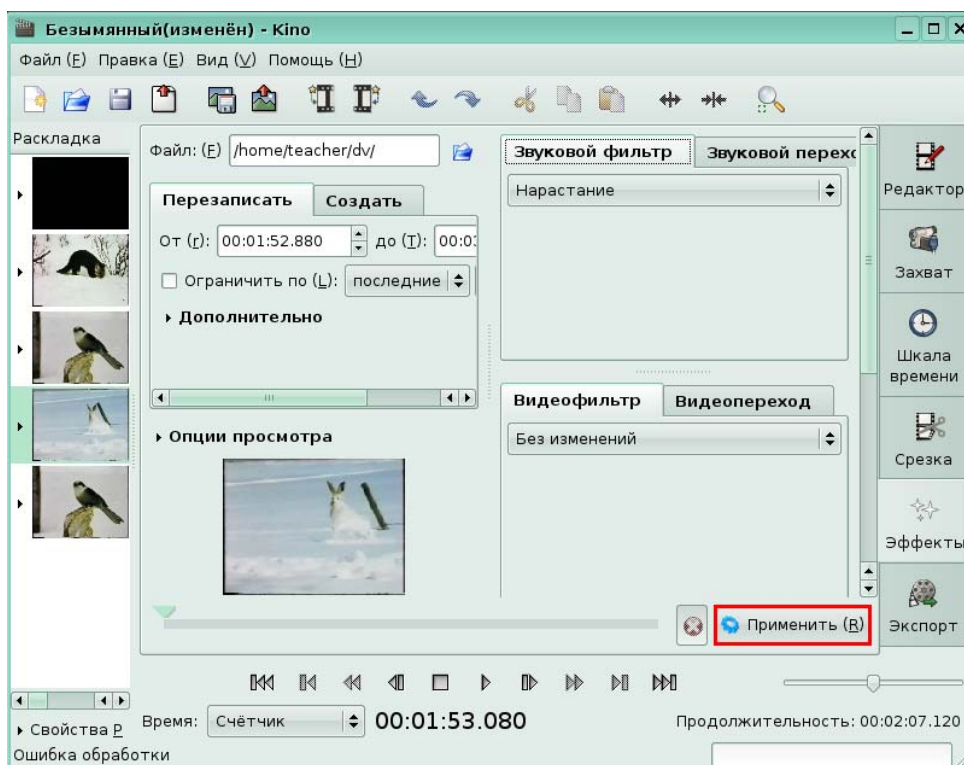 Безымянный(изменён) - Kino
Файл (F) Правка (E) Вид (V) Помощь (H)
Раскладка
Файл: (F) /home/teacher/dv/
Перезаписать Создать
От (r): 00:01:52.880 до (T): 00:0
Ограничить по (L): последние
Дополнительно
Опции просмотра
Звуковой фильтр Звуковой перехо
Нарастание
Видеофильтр Видеопереход
Без изменений
Применить (R)
Редактор
Захват
Шкала
времени
Срезка
Эффекты
Экспорт
Свойства P
Время: Счётчик 00:01:53.080 Продолжительность: 00:02:07.120
Ошибка обработки